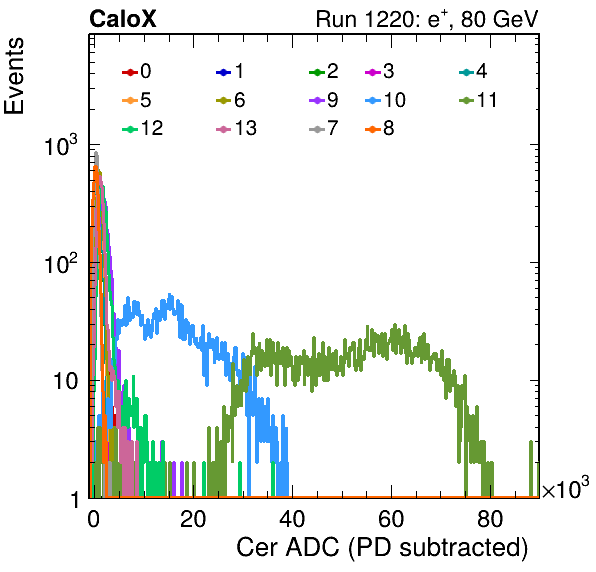 CaloX Run 1220: e⁺, 80 GeV
Events
0 1 2 3 4
5 6 9 10 11
12 13 7 8
10³
10²
10
1
0 20 40 60 80 ×10³
Cer ADC (PD subtracted)